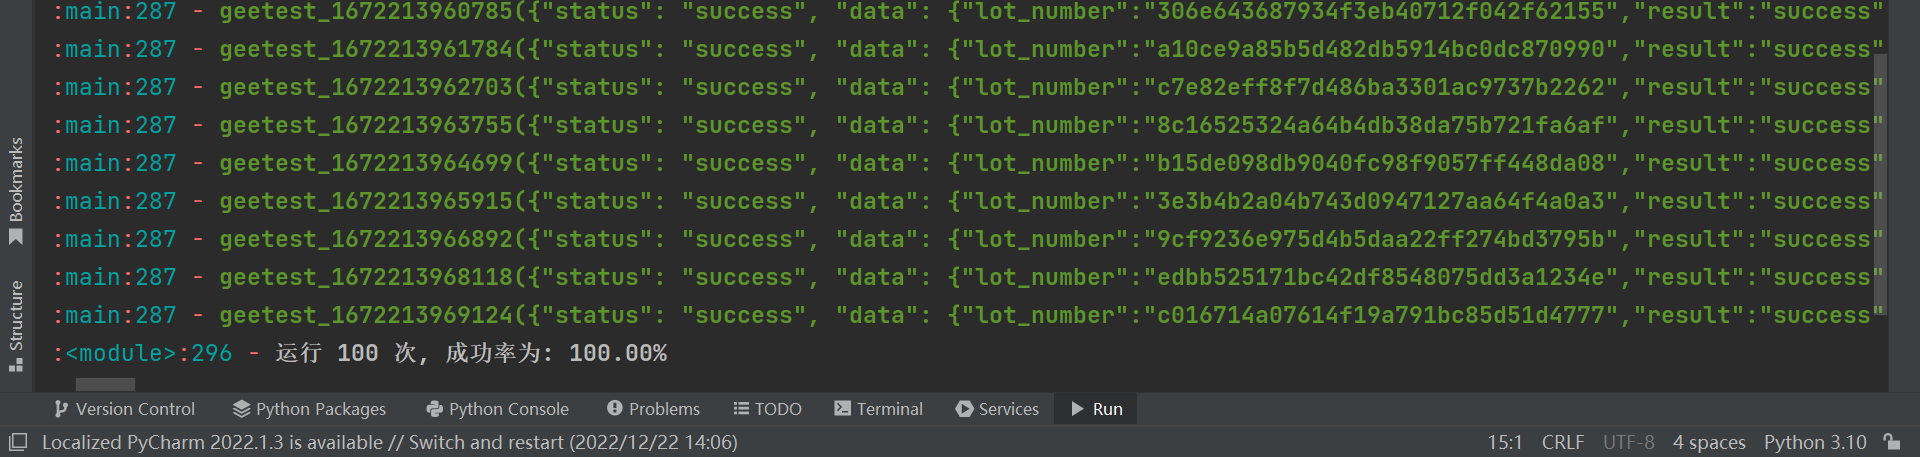 :main:287 - geetest_1672213960785({"status": "success", "data": {"lot_number":"306e643687934f3eb40712f042f62155","result":"success"
:main:287 - geetest_1672213961784({"status": "success", "data": {"lot_number":"a10ce9a85b5d482db5914bc0dc870990","result":"success"
:main:287 - geetest_1672213962703({"status": "success", "data": {"lot_number":"c7e82eff8f7d486ba3301ac9737b2262","result":"success"
:main:287 - geetest_1672213963755({"status": "success", "data": {"lot_number":"8c16525324a64b4db38da75b721fa6af","result":"success"
:main:287 - geetest_1672213964699({"status": "success", "data": {"lot_number":"b15de098db9040fc98f9057ff448da08","result":"success"
:main:287 - geetest_1672213965915({"status": "success", "data": {"lot_number":"3e3b4b2a04b743d0947127aa64f4a0a3","result":"success"
:main:287 - geetest_1672213966892({"status": "success", "data": {"lot_number":"9cf9236e975d4b5daa22ff274bd3795b","result":"success"
:main:287 - geetest_1672213968118({"status": "success", "data": {"lot_number":"edbb525171bc42df8548075dd3a1234e","result":"success"
:main:287 - geetest_1672213969124({"status": "success", "data": {"lot_number":"c016714a07614f19a791bc85d51d4777","result":"success"
:<module>:296 - 运行 100 次, 成功率为: 100.00%
Bookmarks
Structure
Version Control Python Packages Python Console Problems TODO Terminal Services Run
Localized PyCharm 2022.1.3 is available // Switch and restart (2022/12/22 14:06) 15:1 CRLF UTF-8 4 spaces Python 3.10